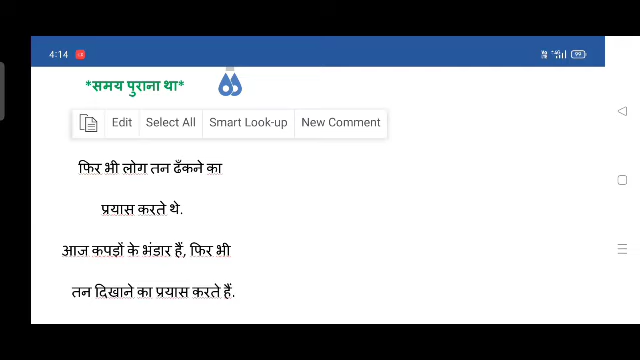 4:14
99
*समय पुराना था*
Edit Select All Smart Look-up New Comment
फिर भी लोग तन ढँकने का
प्रयास करते थे.
आज कपड़ों के भंडार हैं, फिर भी
तन दिखाने का प्रयास करते हैं.